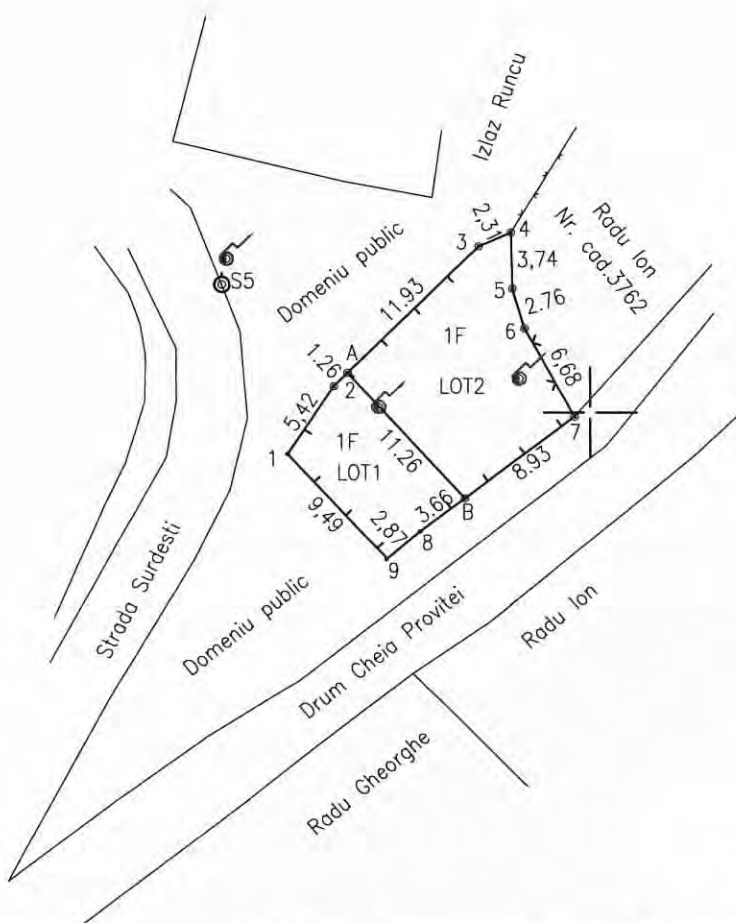 Izlaz Runcu
Radu Ion
Nr. cad.3762
Domeniu public
S5
3
2,31
4
3,74
5
2.76
6
6,68
7
11.93
1F
LOT2
A
1.26
2
5,42
1
1F
LOT1
11.26
9,49
2,87
3.66
B
8.93
8
9
Strada Surdesti
Domeniu public
Drum Cheia Provitei
Radu Ion
Radu Gheorghe